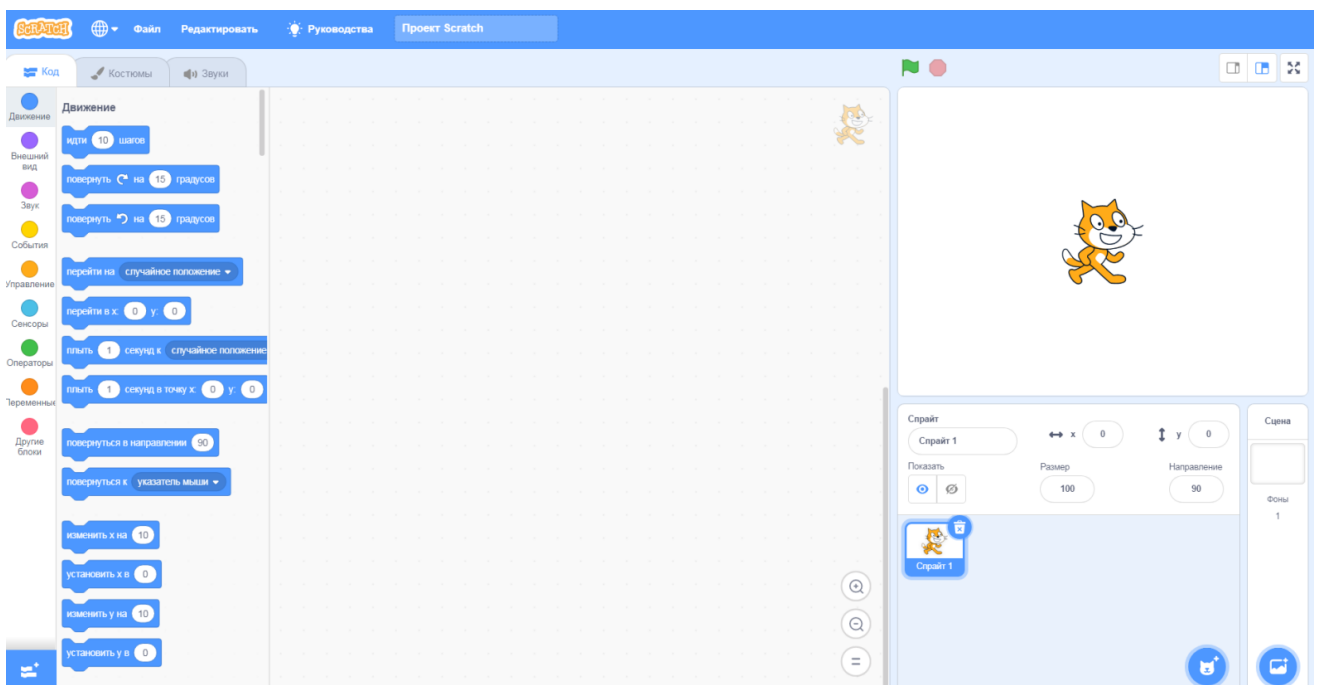 SCRATCH Файл Редактировать Руководства Проект Scratch
Код Костюмы Звуки
Движение
Внешний
вид
Звук
События
Управление
Сенсоры
Операторы
Переменные
Другие
блоки
Движение
идти 10 шагов
повернуть на 15 градусов
повернуть на 15 градусов
перейти на случайное положение
перейти в x: 0 y: 0
плыть 1 секунд к случайное положение
плыть 1 секунд в точку x: 0 y: 0
повернуться в направлении 90
повернуться к указатель мыши
изменить x на 10
установить x в 0
изменить y на 10
установить y в 0
Спрайт
Спрайт 1 x 0 y 0
Показать Размер Направление
100 90
Спрайт 1
Сцена
Фоны
1